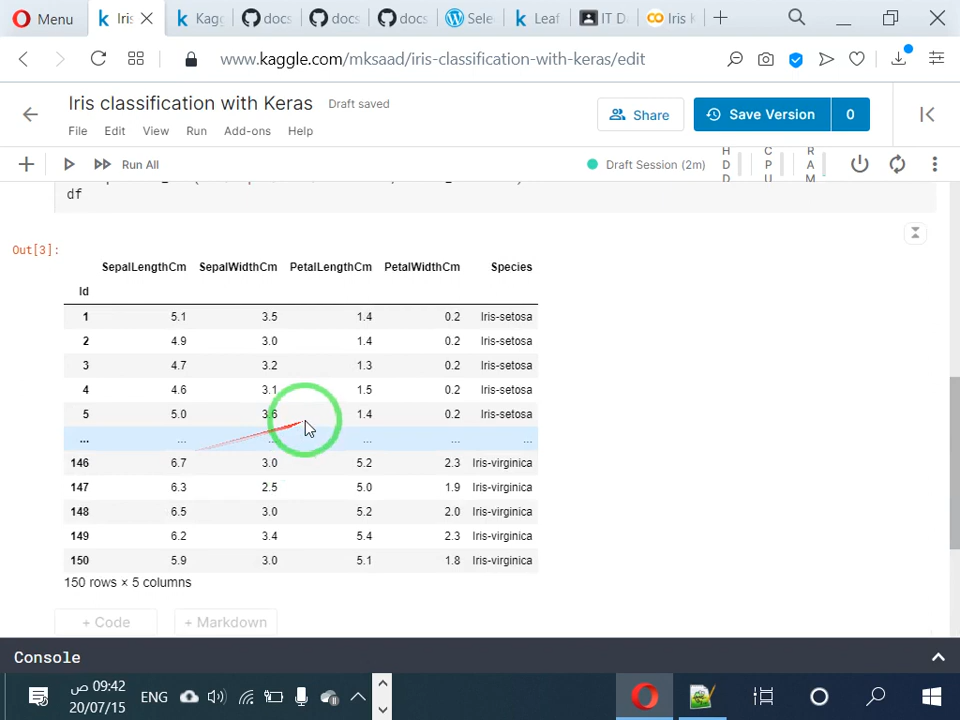 Menu
Iris
Kagg
docs
docs
docs
Sele
Leaf
IT D
Iris K
www.kaggle.com/mksaad/iris-classification-with-keras/edit
Iris classification with Keras Draft saved
File Edit View Run Add-ons Help
Share
Save Version 0
Run All
Draft Session (2m)
HDD
CPU
RAM
df
Out[3]:
SepalLengthCm SepalWidthCm PetalLengthCm PetalWidthCm Species
Id
1 5.1 3.5 1.4 0.2 Iris-setosa
2 4.9 3.0 1.4 0.2 Iris-setosa
3 4.7 3.2 1.3 0.2 Iris-setosa
4 4.6 3.1 1.5 0.2 Iris-setosa
5 5.0 3.6 1.4 0.2 Iris-setosa
... ... ... ... ... ...
146 6.7 3.0 5.2 2.3 Iris-virginica
147 6.3 2.5 5.0 1.9 Iris-virginica
148 6.5 3.0 5.2 2.0 Iris-virginica
149 6.2 3.4 5.4 2.3 Iris-virginica
150 5.9 3.0 5.1 1.8 Iris-virginica
150 rows × 5 columns
+ Code + Markdown
Console
09:42 ص
20/07/15
ENG